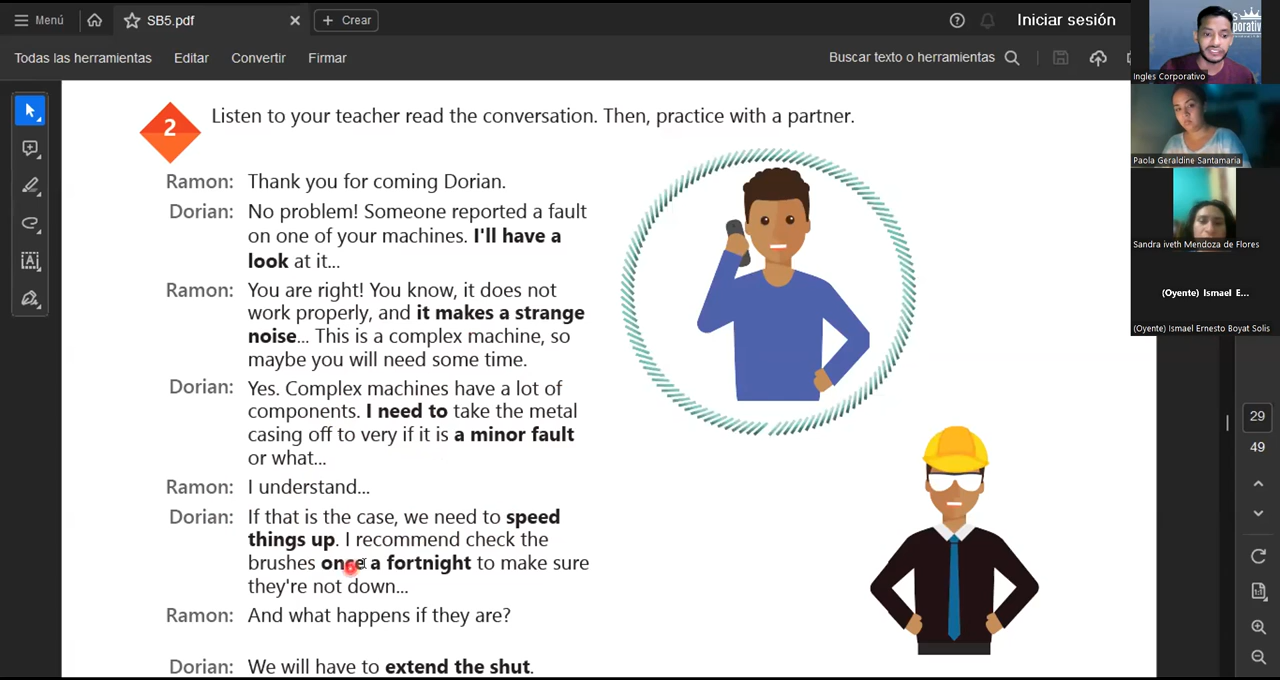 Menú
SB5.pdf
Crear
Iniciar sesión
Todas las herramientas Editar Convertir Firmar
Buscar texto o herramientas
2
Listen to your teacher read the conversation. Then, practice with a partner.
Ramon: Thank you for coming Dorian.
Dorian: No problem! Someone reported a fault
on one of your machines. I'll have a
look at it...
Ramon: You are right! You know, it does not
work properly, and it makes a strange
noise... This is a complex machine, so
maybe you will need some time.
Dorian: Yes. Complex machines have a lot of
components. I need to take the metal
casing off to very if it is a minor fault
or what...
Ramon: I understand...
Dorian: If that is the case, we need to speed
things up. I recommend check the
brushes once a fortnight to make sure
they're not down...
Ramon: And what happens if they are?
Dorian: We will have to extend the shut.
Ingles Corporativo
Paola Geraldine Santamaria
Sandra iveth Mendoza de Flores
(Oyente) Ismael E...
(Oyente) Ismael Ernesto Boyat Solis
29
49